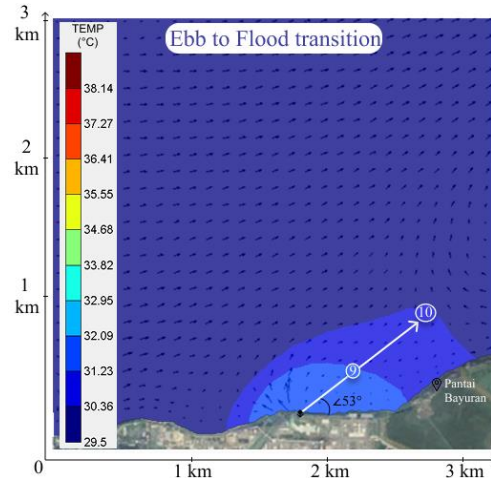 3
km
TEMP
(°C)
Ebb to Flood transition
38.14
37.27
36.41
35.55
34.68
33.82
32.95
32.09
31.23
30.36
29.5
2
km
1
km
10
9
∠53°
Pantai
Bayuran
0
1 km
2 km
3 km